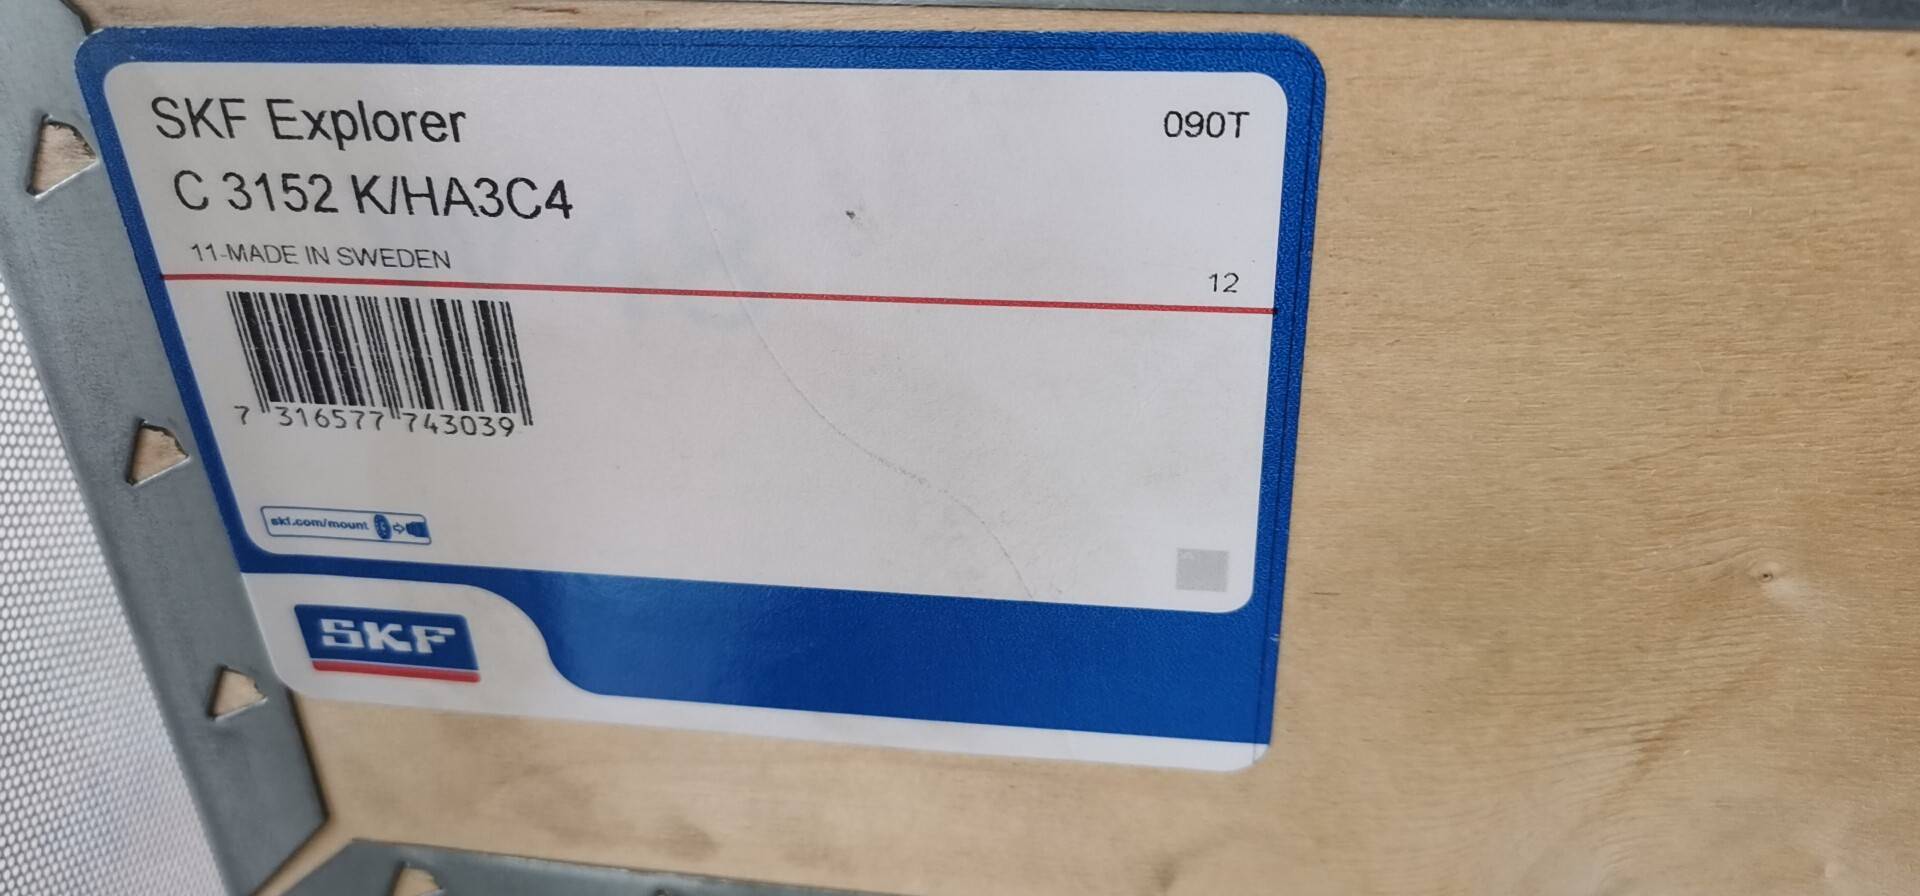 SKF Explorer
090T
C 3152 K/HA3C4
11-MADE IN SWEDEN
12
7 316577 743039
skf.com/mount
SKF